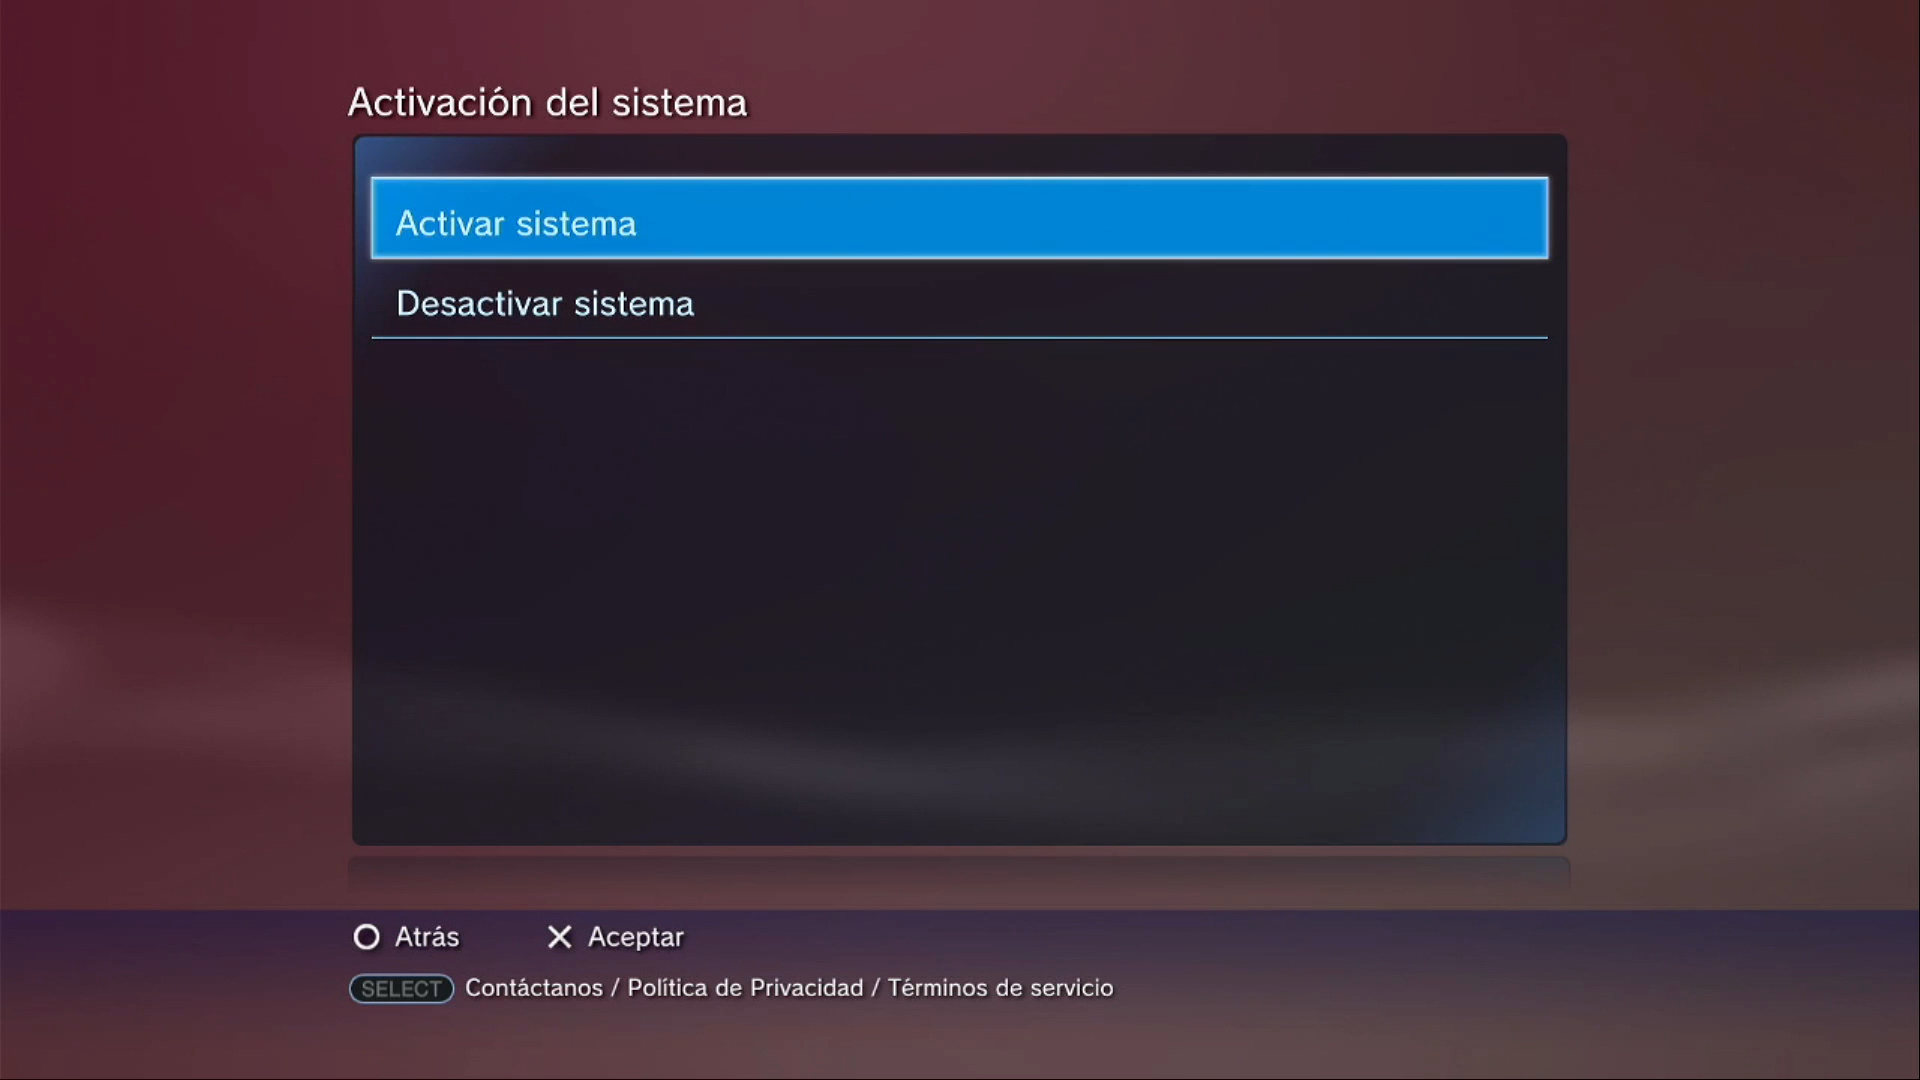 Activación del sistema
Activar sistema
Desactivar sistema
Atrás Aceptar
SELECT Contáctanos / Política de Privacidad / Términos de servicio